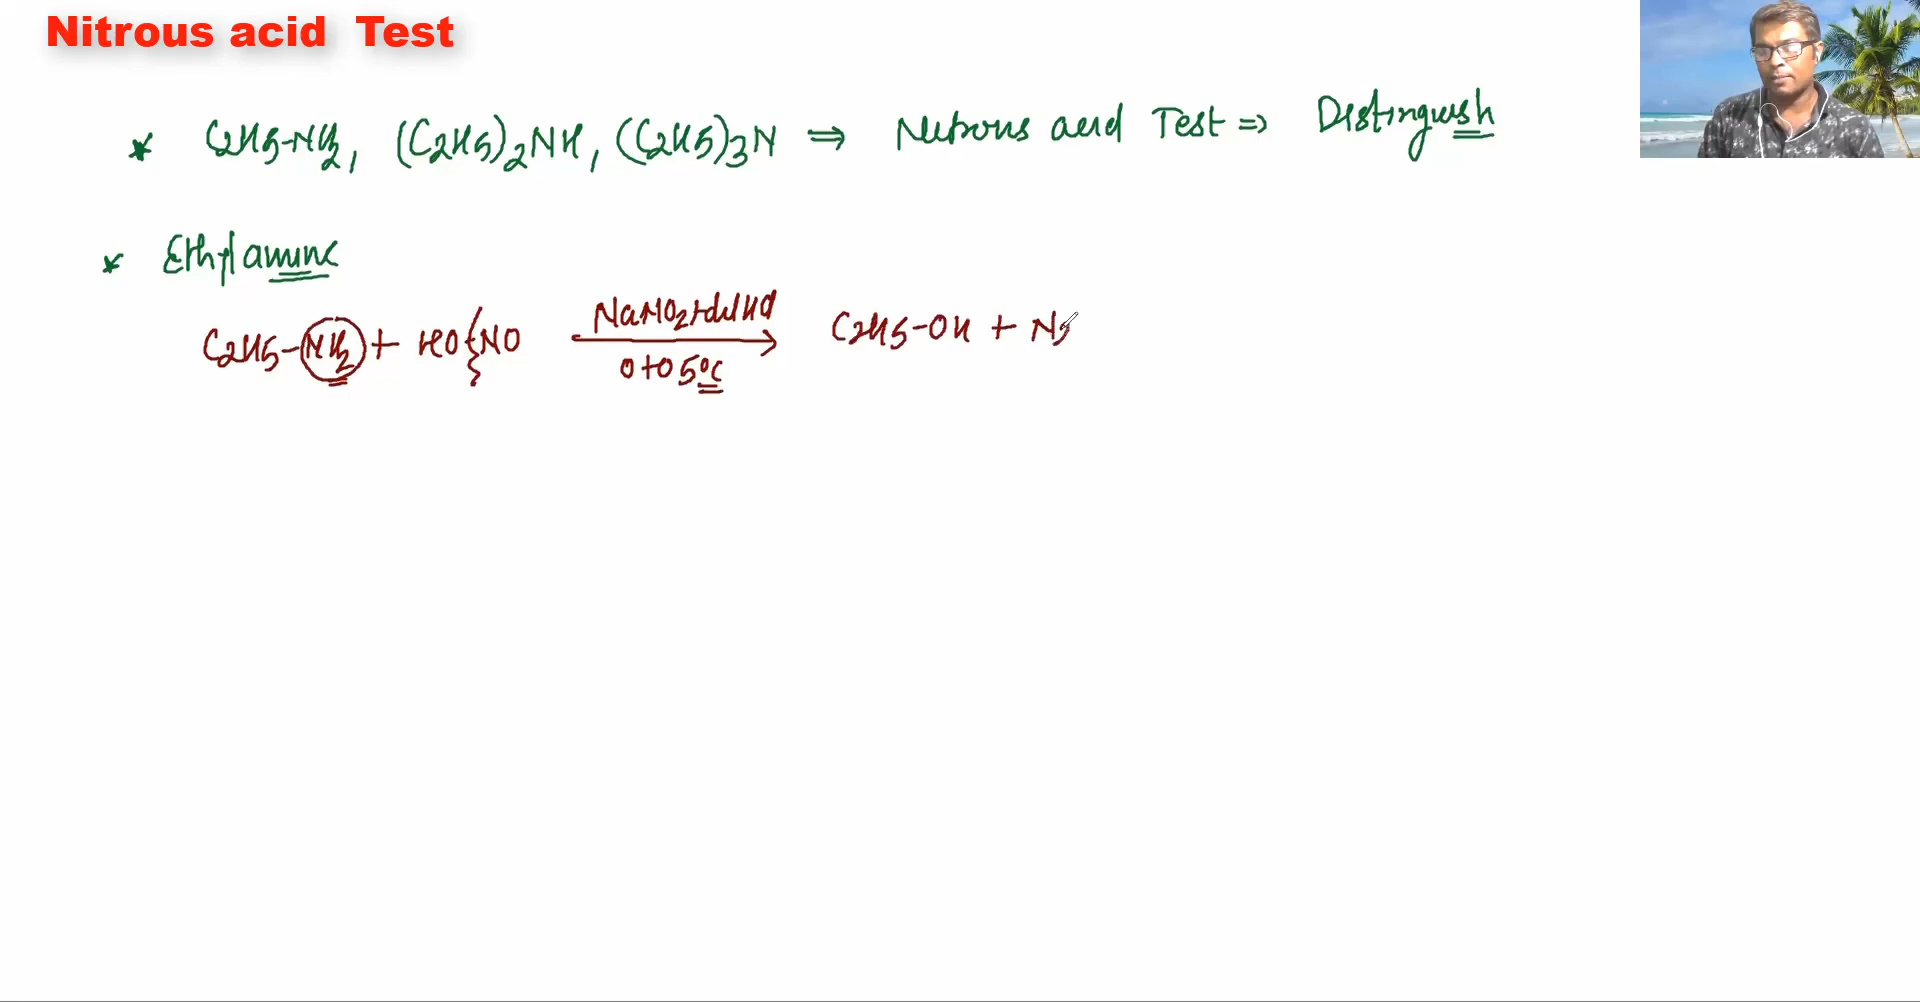 Nitrous acid Test
* C2H5-NH2, (C2H5)2NH, (C2H5)3N ⇒ Nitrous acid Test ⇒ Distinguish
* Ethylamine
NaNO2+dil HCl
C2H5-NH2 + HO NO → C2H5-OH + N2
0 to 5°C